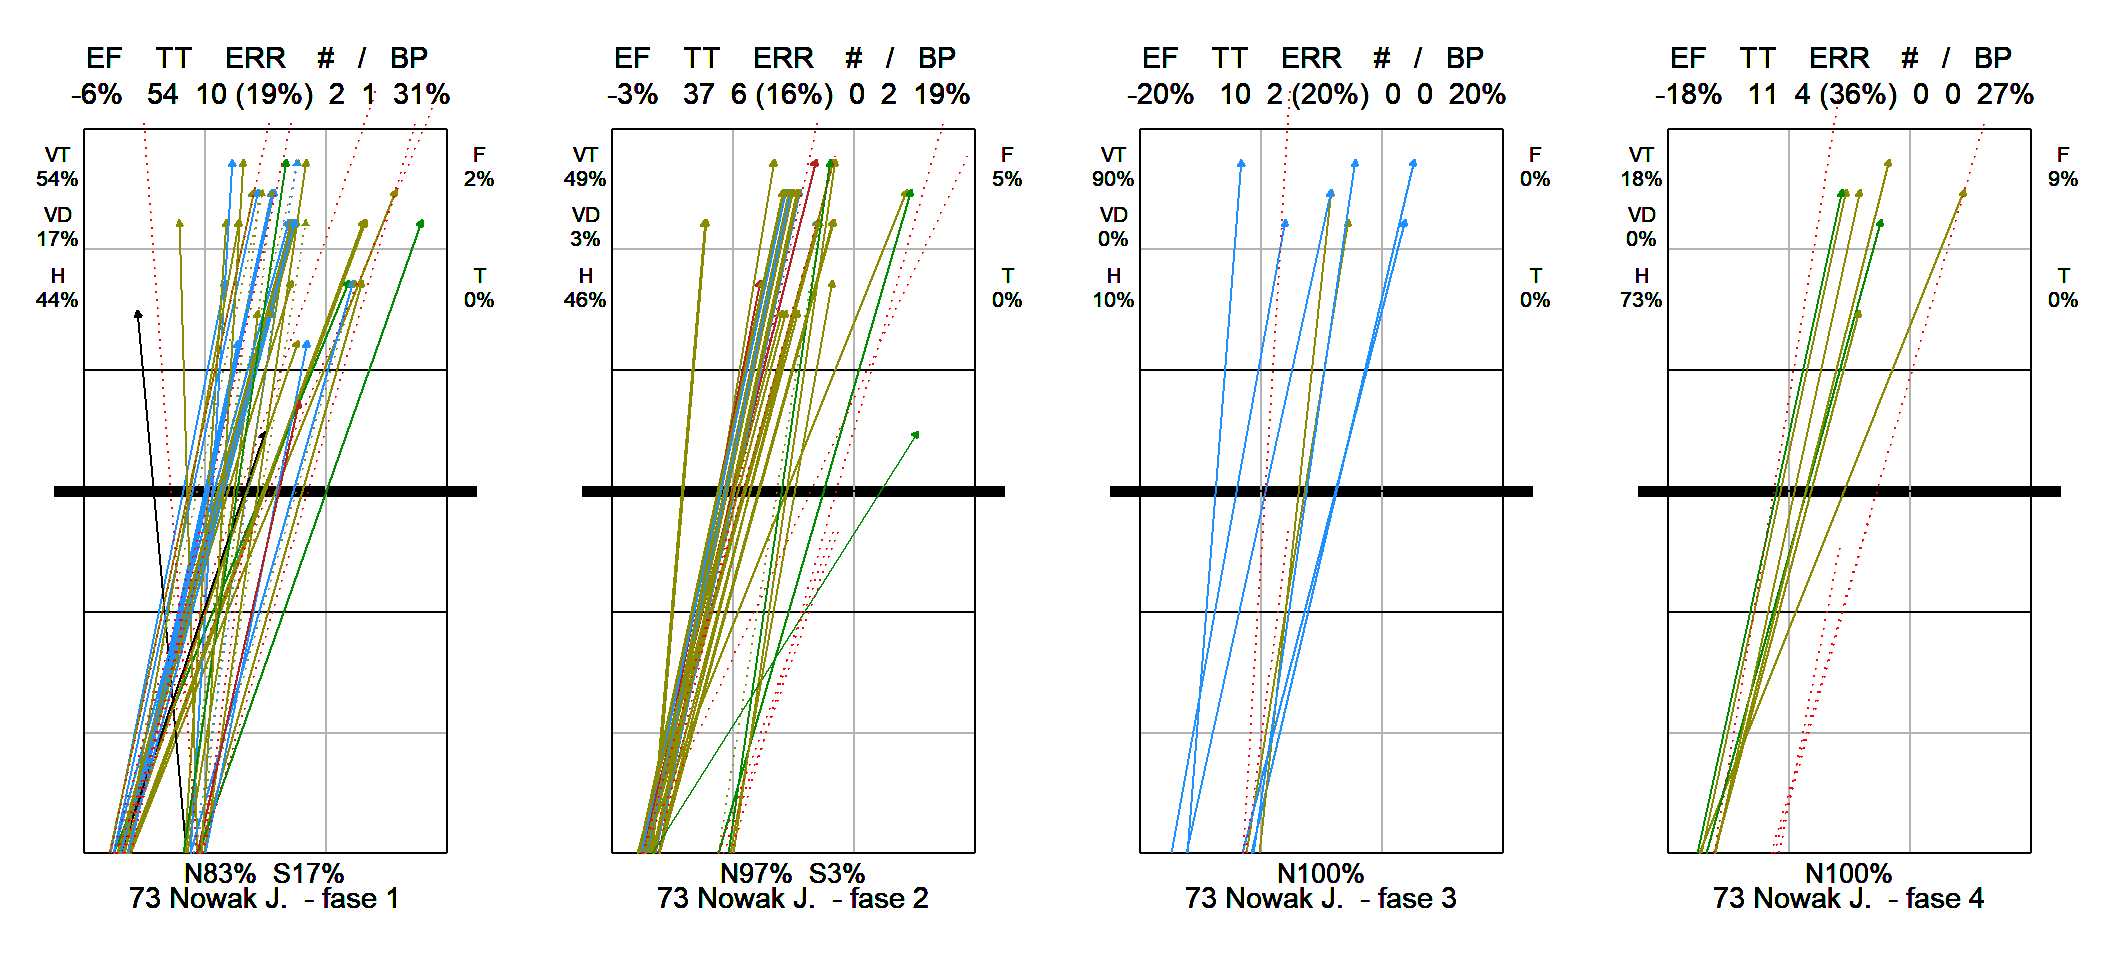 EF TT ERR # / BP
-6% 54 10 (19%) 2 1 31%
VT
54%
VD
17%
H
44%
F
2%
T
0%
N83% S17%
73 Nowak J. - fase 1
EF TT ERR # / BP
-3% 37 6 (16%) 0 2 19%
VT
49%
VD
3%
H
46%
F
5%
T
0%
N97% S3%
73 Nowak J. - fase 2
EF TT ERR # / BP
-20% 10 2 (20%) 0 0 20%
VT
90%
VD
0%
H
10%
F
0%
T
0%
N100%
73 Nowak J. - fase 3
EF TT ERR # / BP
-18% 11 4 (36%) 0 0 27%
VT
18%
VD
0%
H
73%
F
9%
T
0%
N100%
73 Nowak J. - fase 4